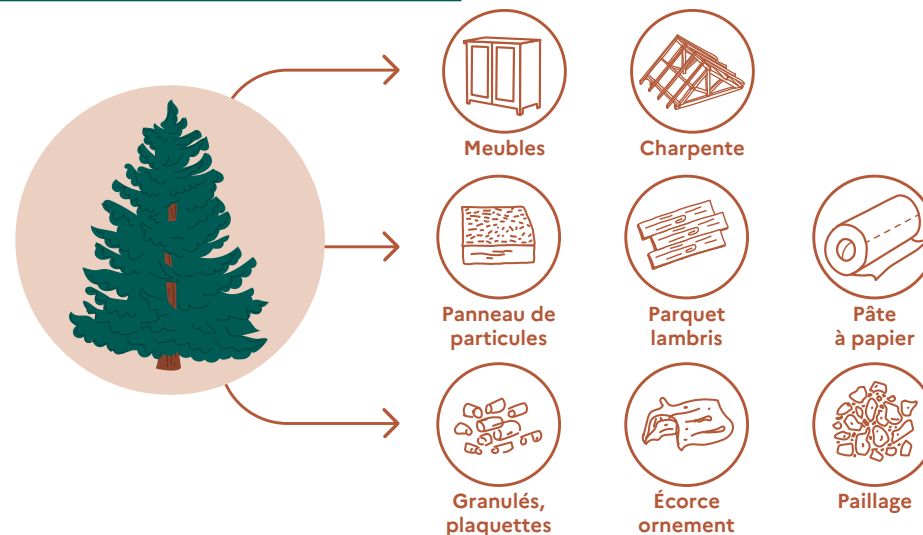 Meubles
Charpente
Panneau de
particules
Parquet
lambris
Pâte
à papier
Granulés,
plaquettes
Écorce
ornement
Paillage